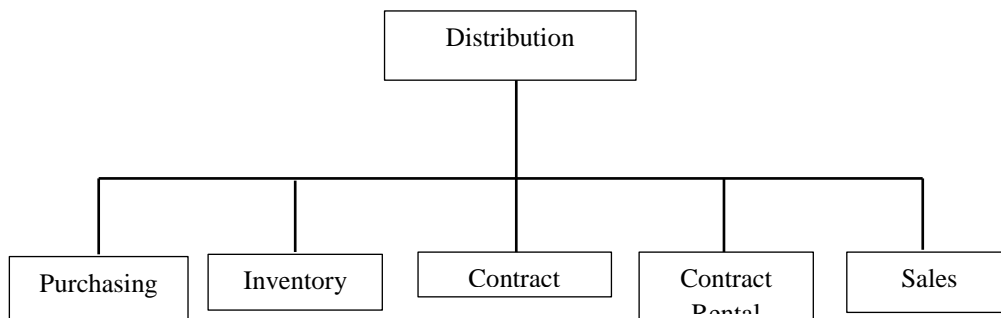 Distribution
Purchasing
Inventory
Contract
Contract
Rental
Sales